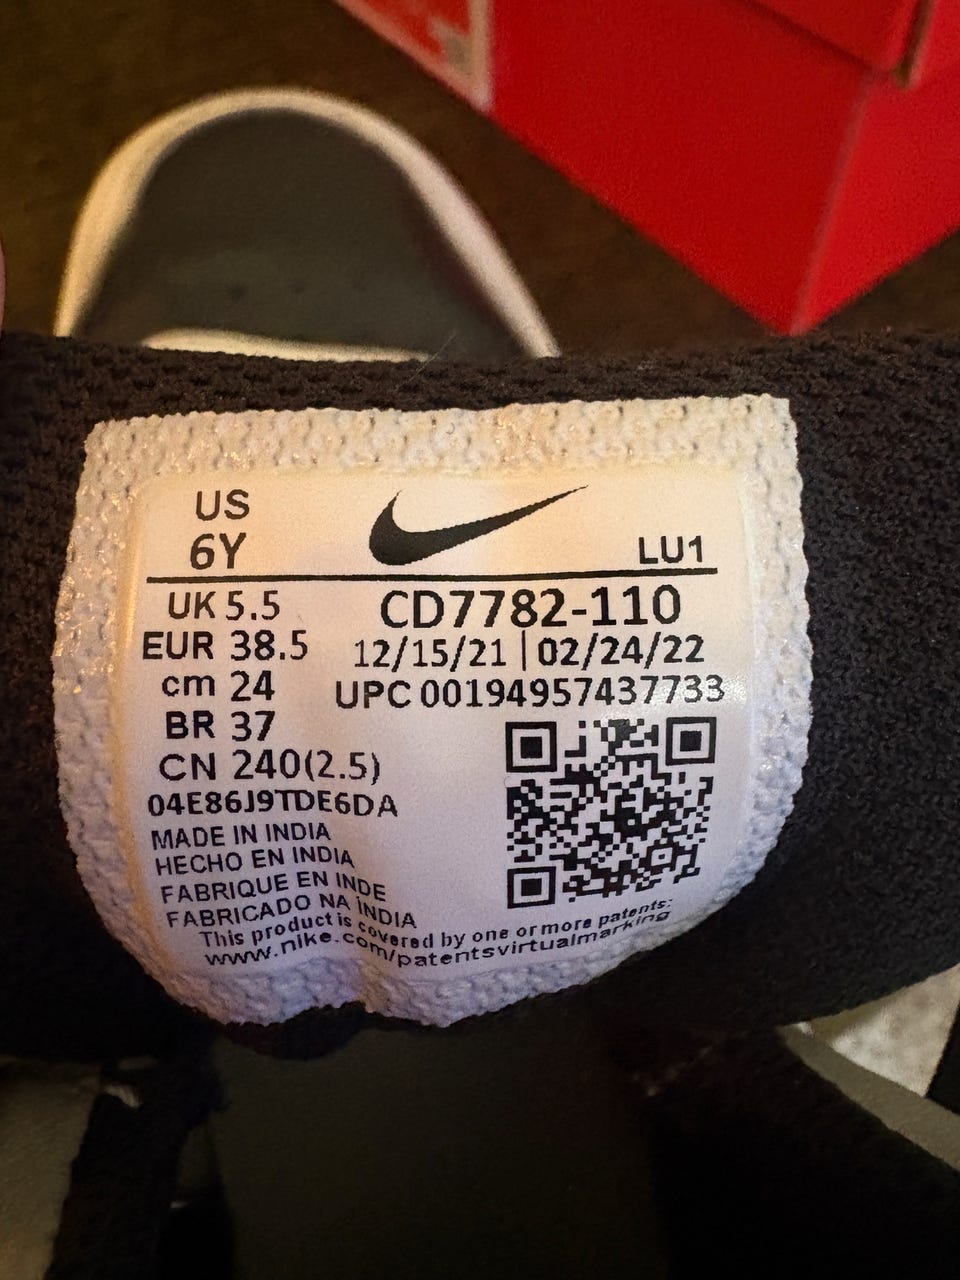 US
6Y
LU1
UK 5.5
EUR 38.5
cm 24
BR 37
CN 240(2.5)
CD7782-110
12/15/21 | 02/24/22
UPC 00194957437733
04E86J9TDE6DA
MADE IN INDIA
HECHO EN INDIA
FABRIQUE EN INDE
FABRICADO NA ÍNDIA
This product is covered by one or more patents:
www.nike.com/patentsvirtualmarking